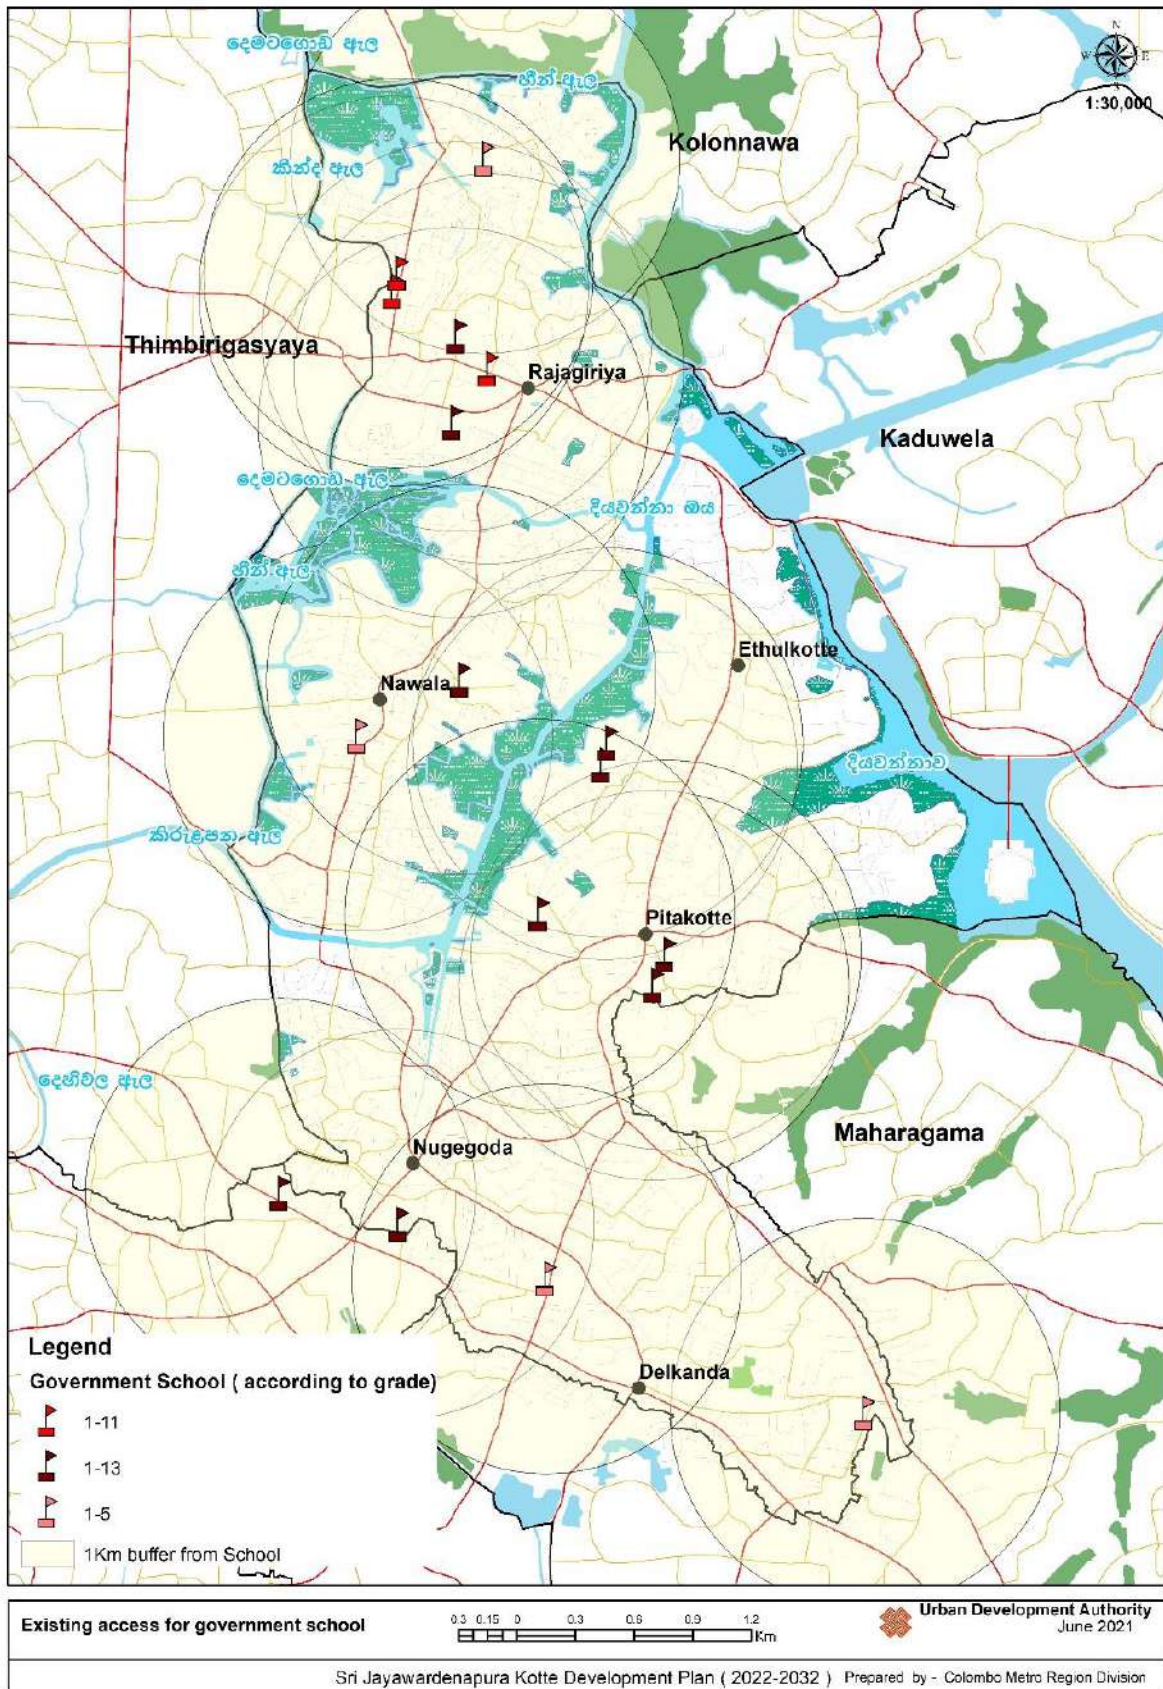 දෙමටගොඩ ඇල
හීන් ඇල
N
W
E
S
1:30,000
Kolonnawa
කින්ද ඇල
Thimbirigasyaya
Rajagiriya
Kaduwela
දෙමටගොඩ ඇල
දියවන්නා ඔය
හීන් ඇල
Ethulkotte
Nawala
දියවන්නාව
කිරුළපන ඇල
Pitakotte
දෙහිවල ඇල
Maharagama
Nugegoda
Delkanda
Legend
Government School ( according to grade)
1-11
1-13
1-5
1Km buffer from School
Existing access for government school
0.3 0.15 0 0.3 0.6 0.9 1.2
Km
Urban Development Authority
June 2021
Sri Jayawardenapura Kotte Development Plan ( 2022-2032 ) Prepared by - Colombo Metro Region Division